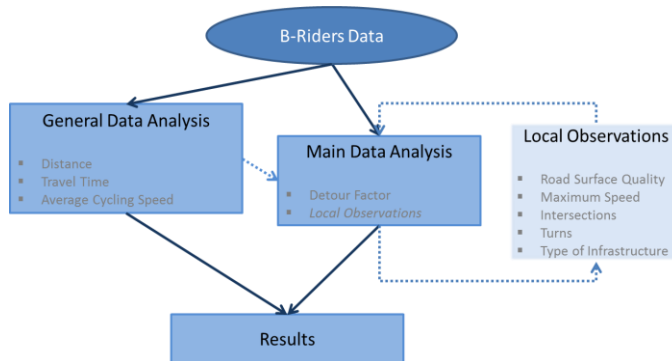 B-Riders Data
General Data Analysis
▪ Distance
▪ Travel Time
▪ Average Cycling Speed
Main Data Analysis
▪ Detour Factor
▪ Local Observations
Local Observations
▪ Road Surface Quality
▪ Maximum Speed
▪ Intersections
▪ Turns
▪ Type of Infrastructure
Results